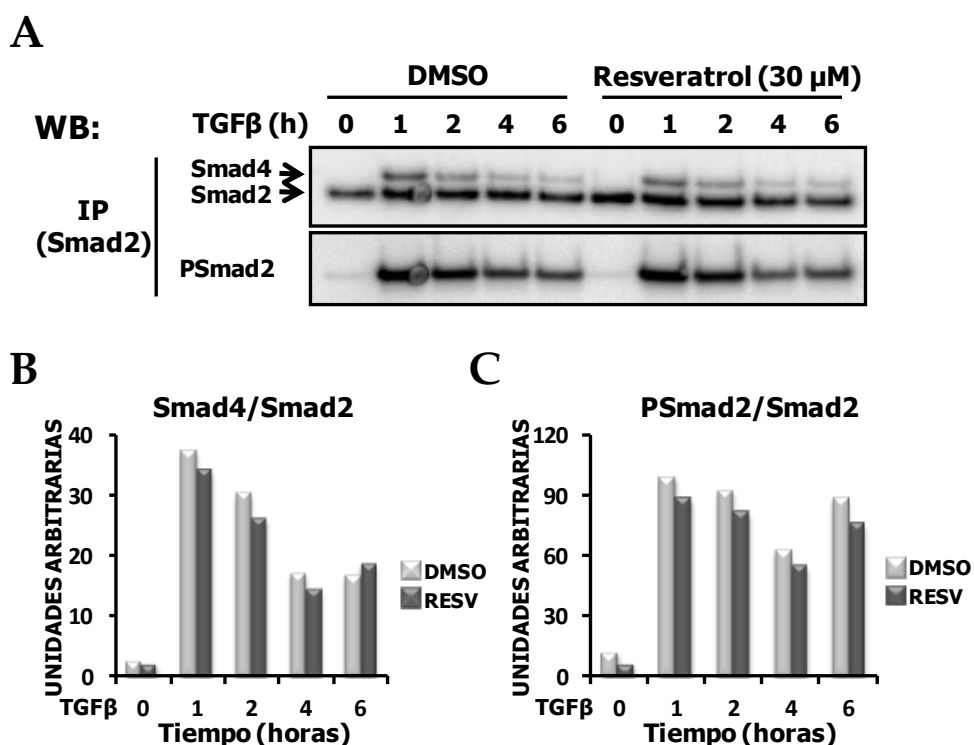 A
DMSO Resveratrol (30 µM)
WB: TGFβ (h) 0 1 2 4 6 0 1 2 4 6
Smad4
Smad2
IP
(Smad2)
PSmad2
B
Smad4/Smad2
UNIDADES ARBITRARIAS
40
30
20
10
0
DMSO
RESV
TGFβ 0 1 2 4 6
Tiempo (horas)
C
PSmad2/Smad2
UNIDADES ARBITRARIAS
120
90
60
30
0
DMSO
RESV
TGFβ 0 1 2 4 6
Tiempo (horas)